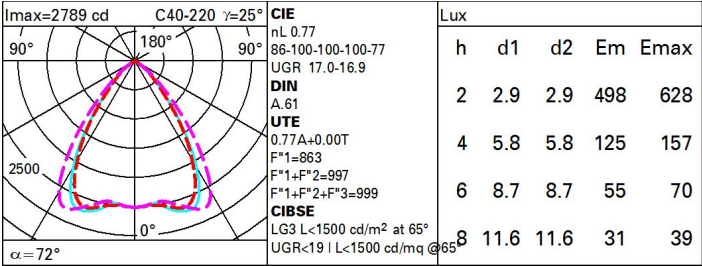 Imax=2789 cd C40-220 γ=25°
90° 180° 90°
2500
0°
α=72°
CIE
nL 0.77
86-100-100-100-77
UGR 17.0-16.9
DIN
A.61
UTE
0.77A+0.00T
F"1=863
F"1+F"2=997
F"1+F"2+F"3=999
CIBSE
LG3 L<1500 cd/m² at 65°
UGR<19 | L<1500 cd/mq @65°
Lux
h d1 d2 Em Emax
2 2.9 2.9 498 628
4 5.8 5.8 125 157
6 8.7 8.7 55 70
8 11.6 11.6 31 39